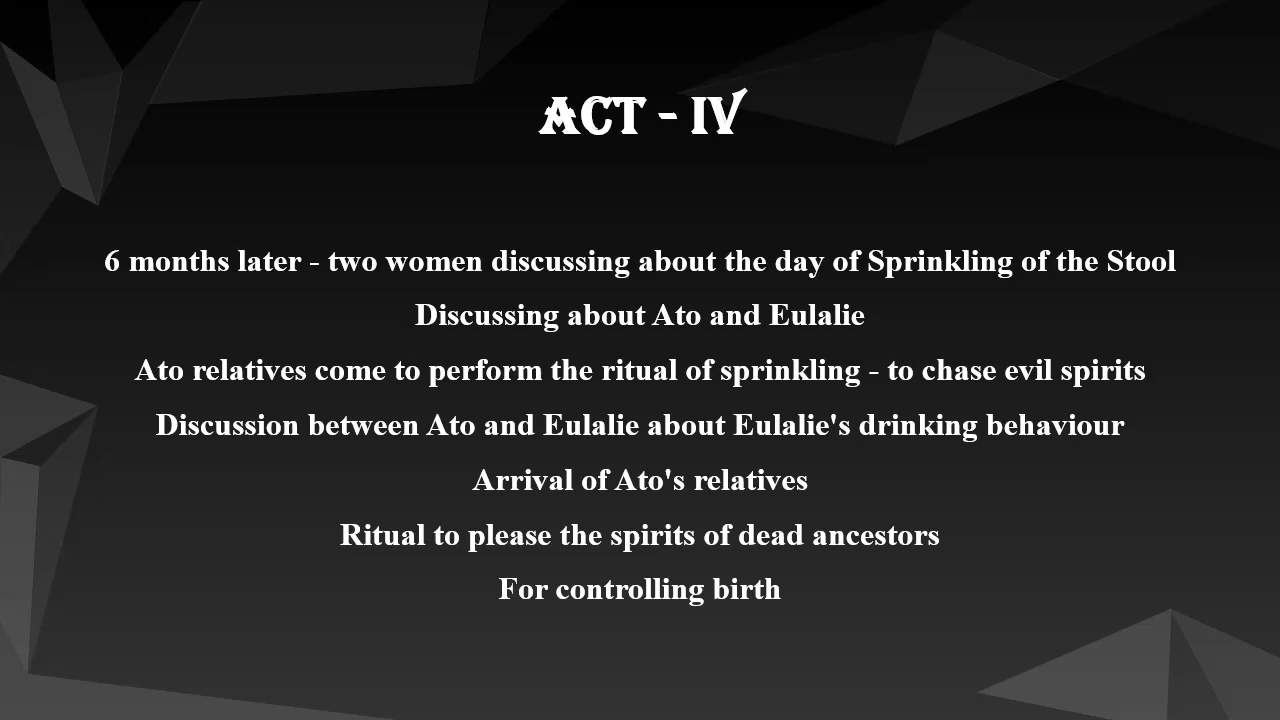 ACT - IV
6 months later - two women discussing about the day of Sprinkling of the Stool
Discussing about Ato and Eulalie
Ato relatives come to perform the ritual of sprinkling - to chase evil spirits
Discussion between Ato and Eulalie about Eulalie's drinking behaviour
Arrival of Ato's relatives
Ritual to please the spirits of dead ancestors
For controlling birth